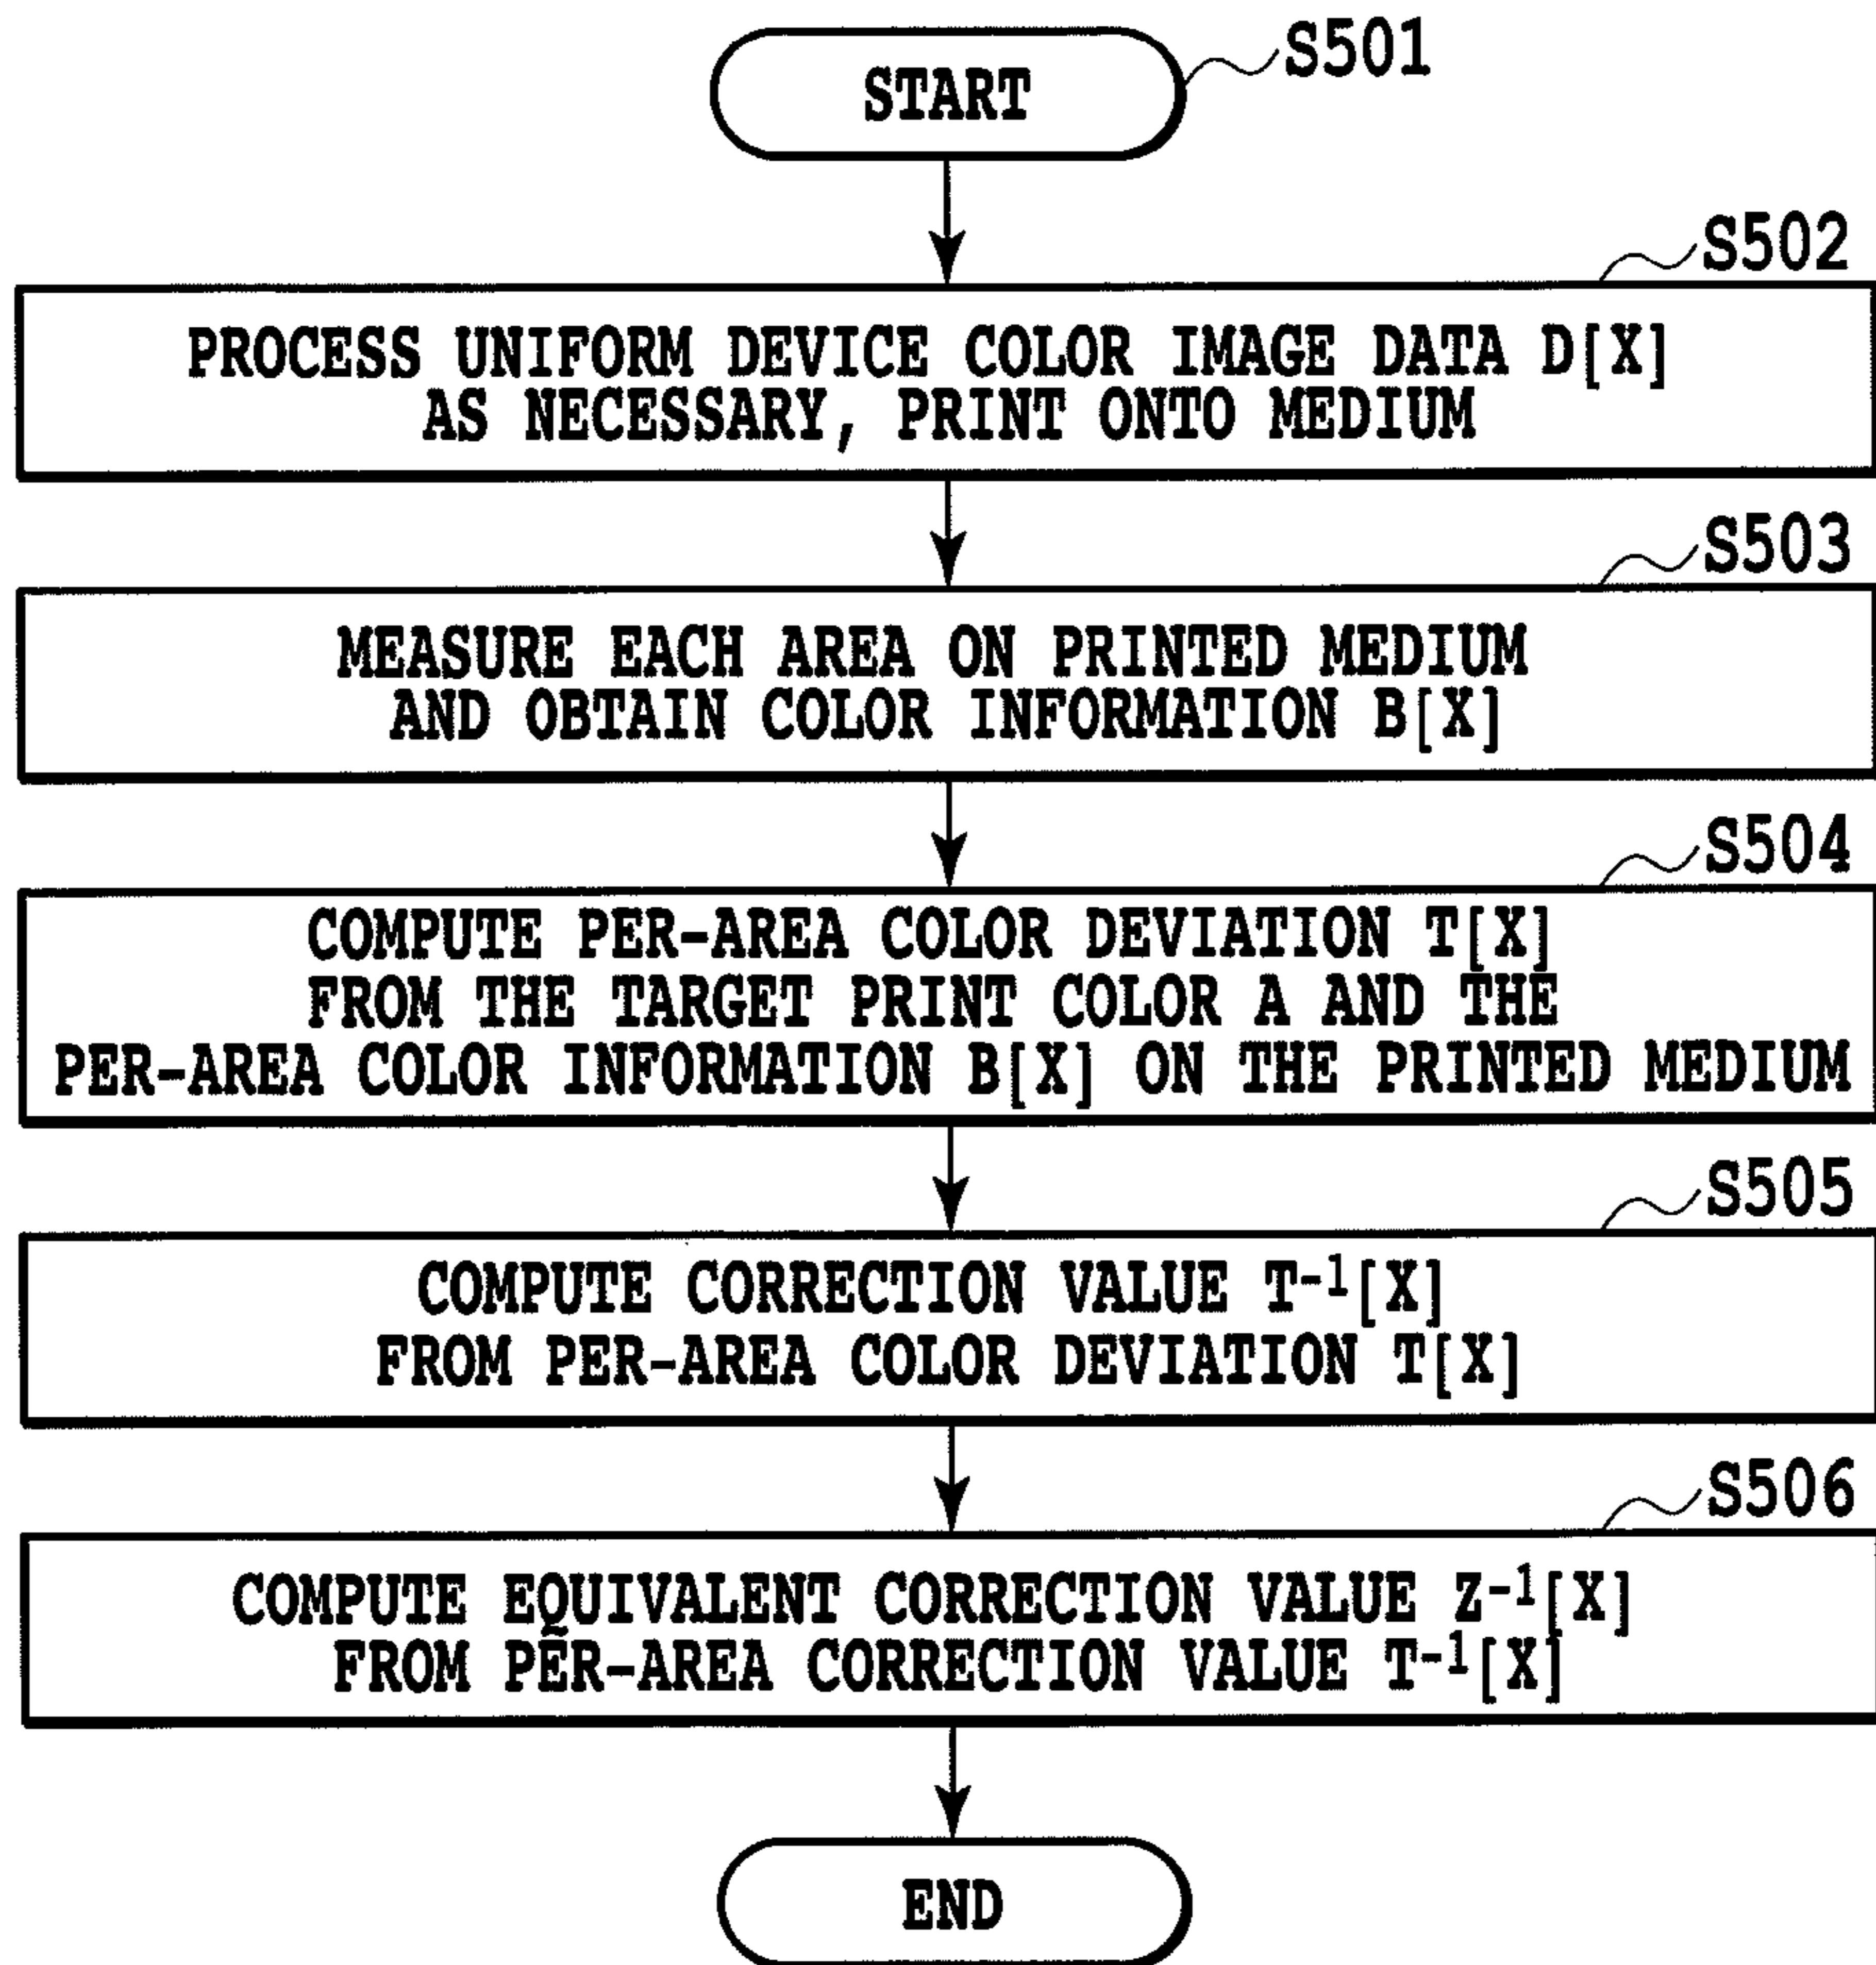 START
S501
S502
PROCESS UNIFORM DEVICE COLOR IMAGE DATA D[X]
AS NECESSARY, PRINT ONTO MEDIUM
S503
MEASURE EACH AREA ON PRINTED MEDIUM
AND OBTAIN COLOR INFORMATION B[X]
S504
COMPUTE PER-AREA COLOR DEVIATION T[X]
FROM THE TARGET PRINT COLOR A AND THE
PER-AREA COLOR INFORMATION B[X] ON THE PRINTED MEDIUM
S505
COMPUTE CORRECTION VALUE T⁻¹[X]
FROM PER-AREA COLOR DEVIATION T[X]
S506
COMPUTE EQUIVALENT CORRECTION VALUE Z⁻¹[X]
FROM PER-AREA CORRECTION VALUE T⁻¹[X]
END